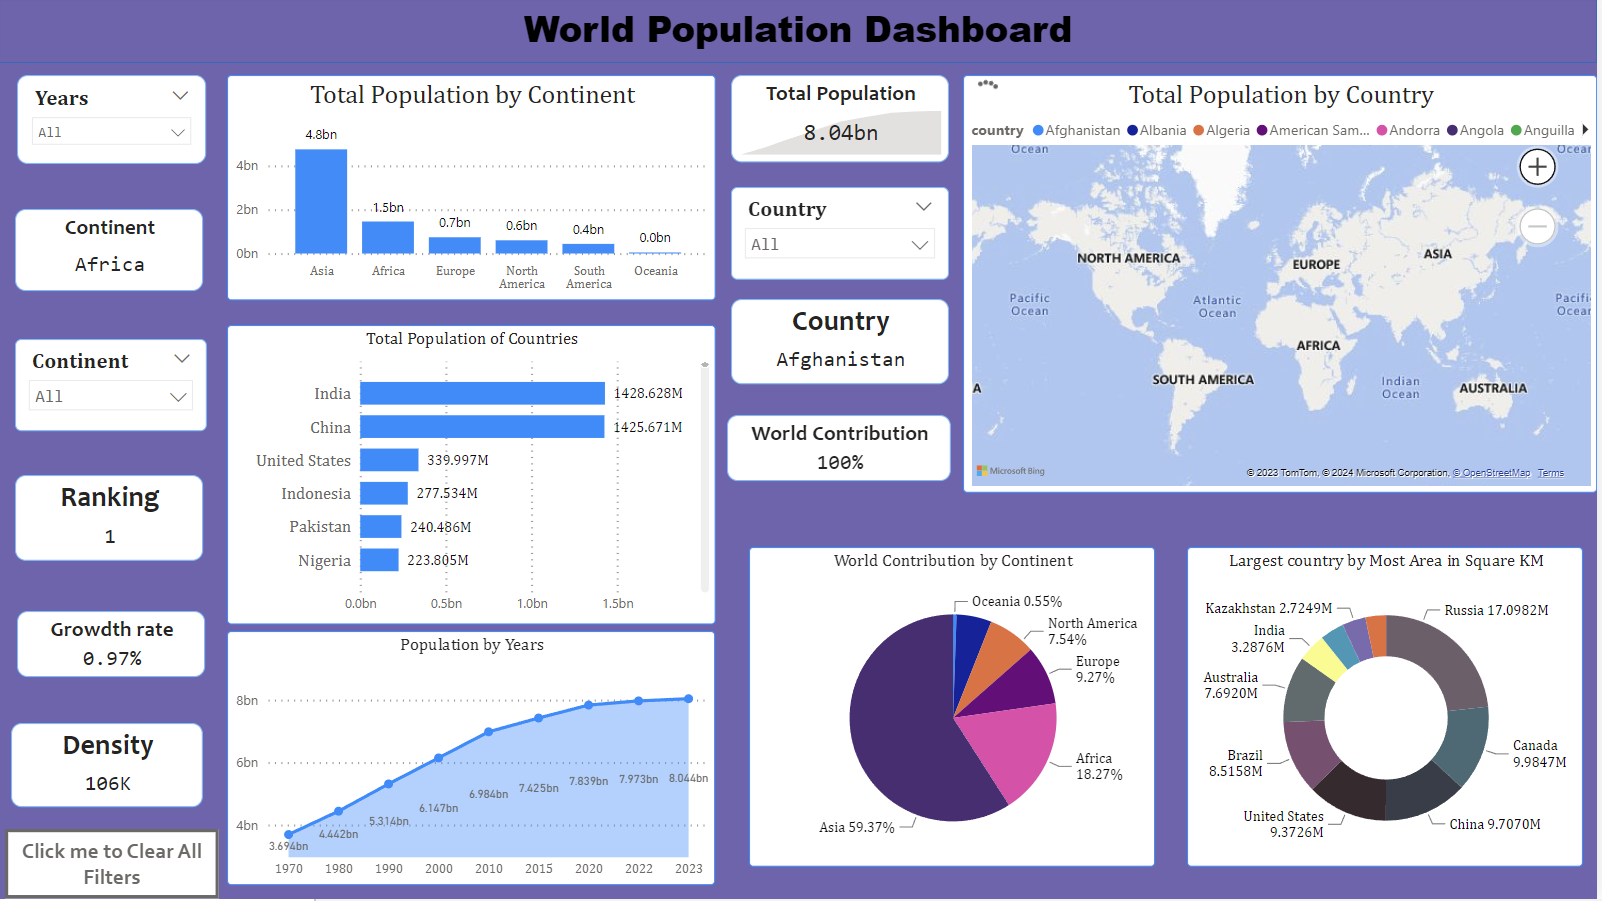 World Population Dashboard
Years
All
Continent
Africa
Continent
All
Ranking
1
Growdth rate
0.97%
Density
106K
Click me to Clear All
Filters
Total Population by Continent
4.8bn
1.5bn
0.7bn
0.6bn
0.4bn
0.0bn
4bn
2bn
0bn
Asia
Africa
Europe
North
America
South
America
Oceania
Total Population of Countries
India
1428.628M
China
1425.671M
United States
339.997M
Indonesia
277.534M
Pakistan
240.486M
Nigeria
223.805M
0.0bn
0.5bn
1.0bn
1.5bn
Population by Years
8bn
6bn
4bn
3.694bn
4.442bn
5.314bn
6.147bn
6.984bn
7.425bn
7.839bn
7.973bn
8.044bn
1970
1980
1990
2000
2010
2015
2020
2022
2023
Total Population
8.04bn
Country
All
Country
Afghanistan
World Contribution
100%
Total Population by Country
country Afghanistan Albania Algeria American Sam... Andorra Angola Anguilla
Ocean
Ocean
NORTH AMERICA
EUROPE
ASIA
Pacific
Ocean
Atlantic
Ocean
Pacifi
Ocear
AFRICA
SOUTH AMERICA
Indian
Ocean
AUSTRALIA
A
Microsoft Bing
© 2023 TomTom, © 2024 Microsoft Corporation, © OpenStreetMap Terms
World Contribution by Continent
Oceania 0.55%
North America
7.54%
Europe
9.27%
Africa
18.27%
Asia 59.37%
Largest country by Most Area in Square KM
Kazakhstan 2.7249M
Russia 17.0982M
India
3.2876M
Australia
7.6920M
Brazil
8.5158M
Canada
9.9847M
United States
9.3726M
China 9.7070M